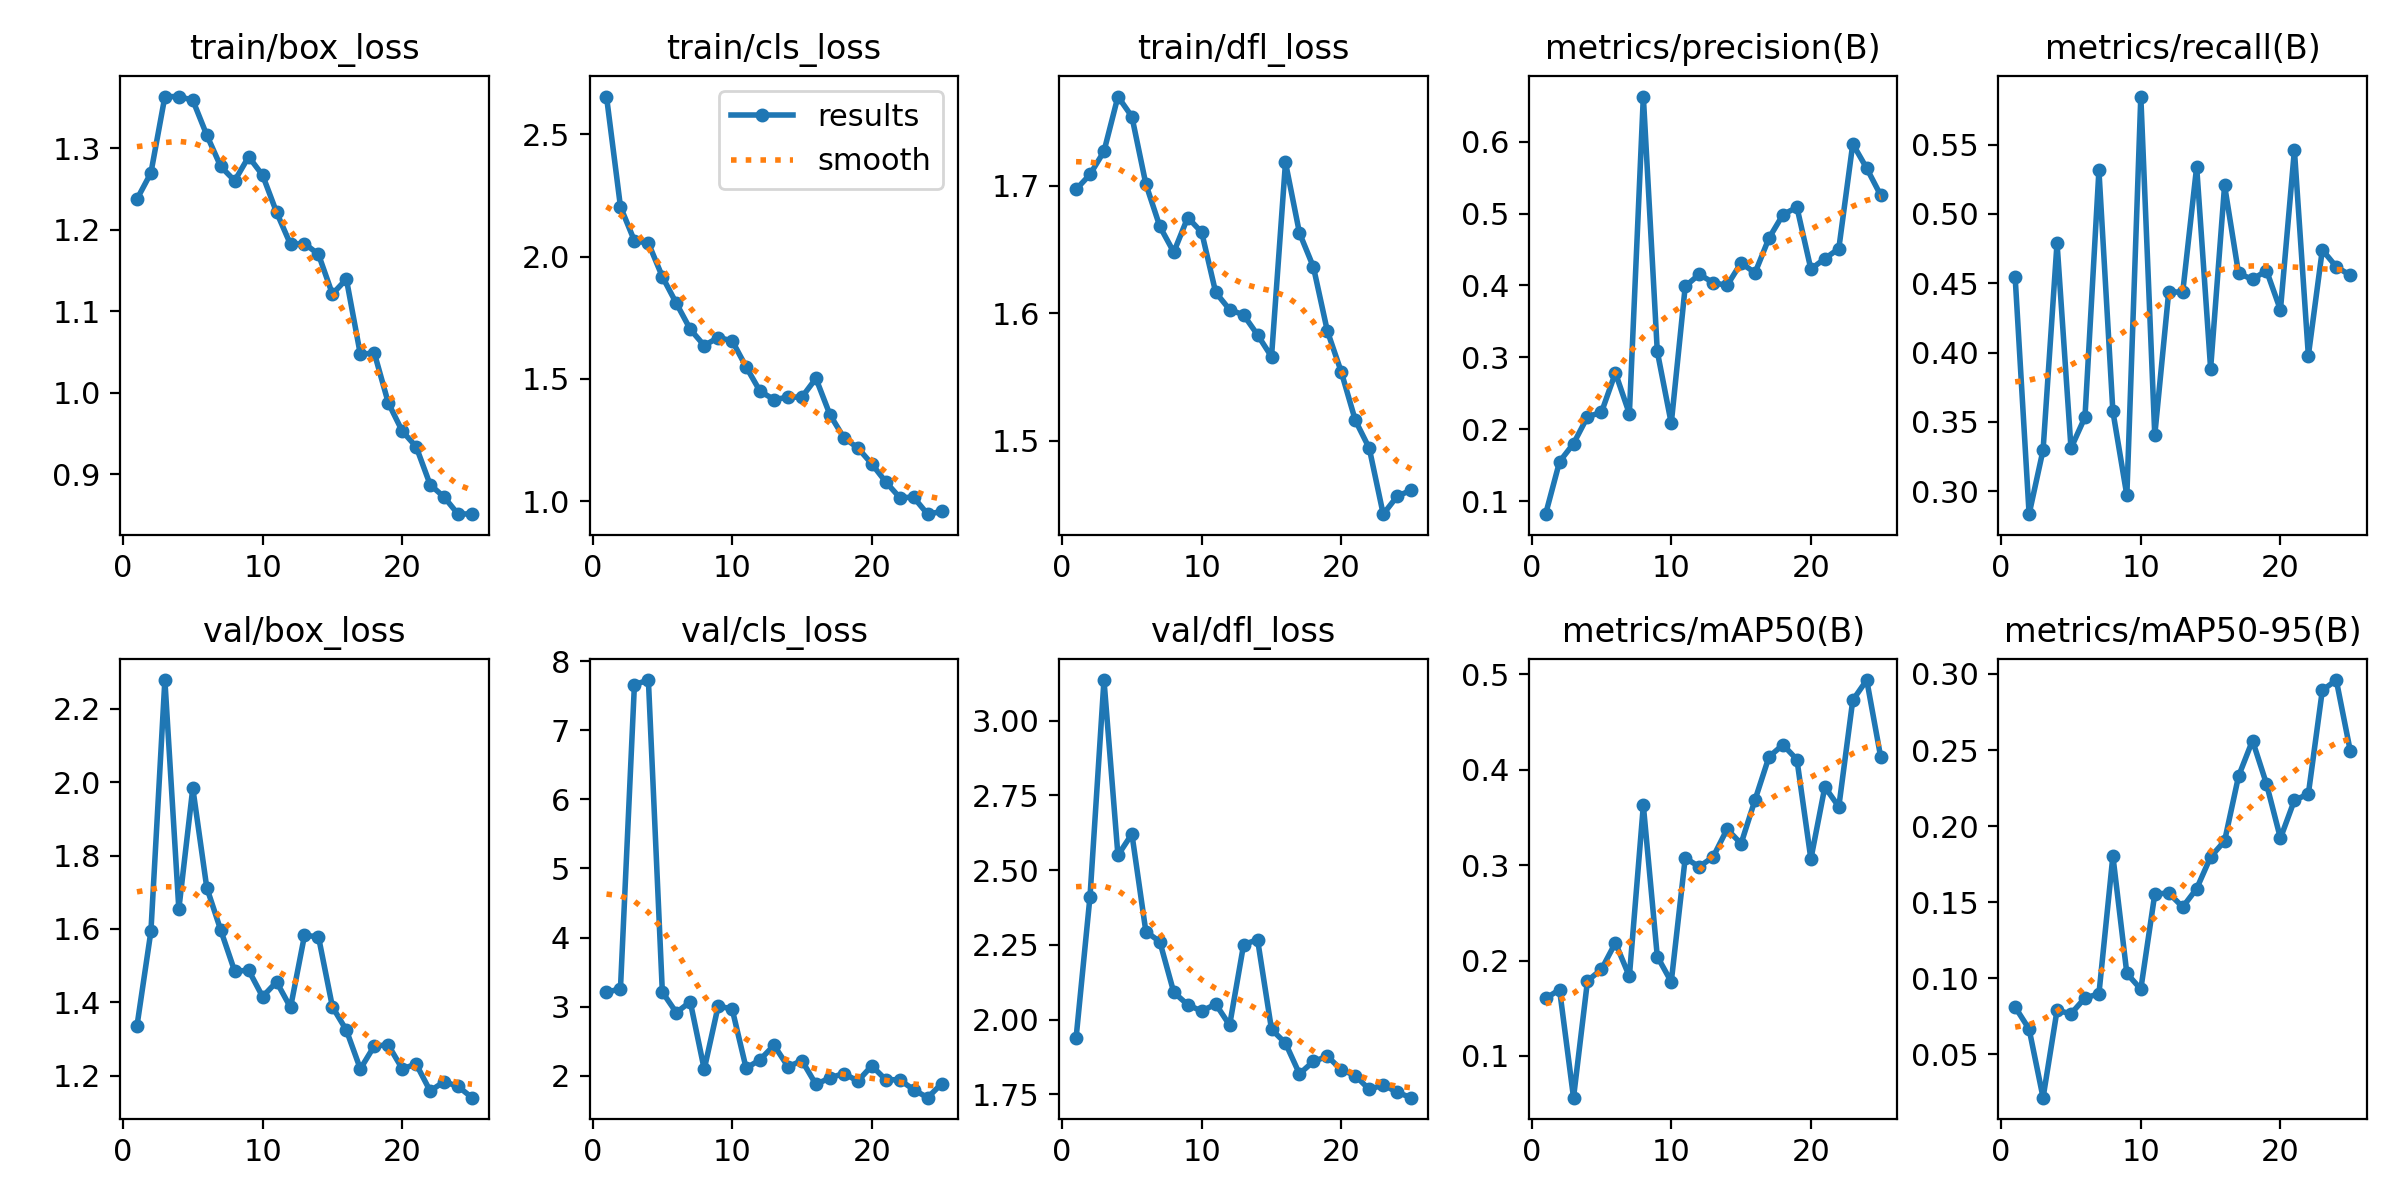 train/box_loss
1.3
1.2
1.1
1.0
0.9
0 10 20
train/cls_loss
results
smooth
2.5
2.0
1.5
1.0
0 10 20
train/dfl_loss
1.7
1.6
1.5
0 10 20
metrics/precision(B)
0.6
0.5
0.4
0.3
0.2
0.1
0 10 20
metrics/recall(B)
0.55
0.50
0.45
0.40
0.35
0.30
0 10 20
val/box_loss
2.2
2.0
1.8
1.6
1.4
1.2
0 10 20
val/cls_loss
8
7
6
5
4
3
2
0 10 20
val/dfl_loss
3.00
2.75
2.50
2.25
2.00
1.75
0 10 20
metrics/mAP50(B)
0.5
0.4
0.3
0.2
0.1
0 10 20
metrics/mAP50-95(B)
0.30
0.25
0.20
0.15
0.10
0.05
0 10 20